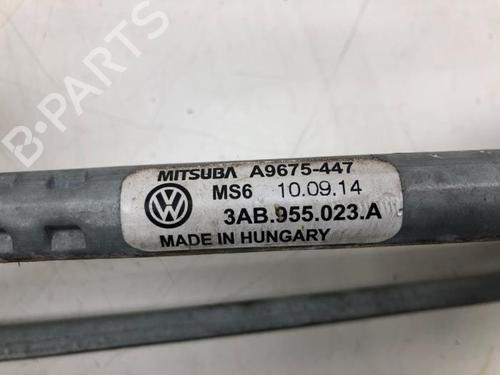 MITSUBA A9675-447
MS6 10.09.14
3AB.955.023.A
MADE IN HUNGARY
B-PARTS